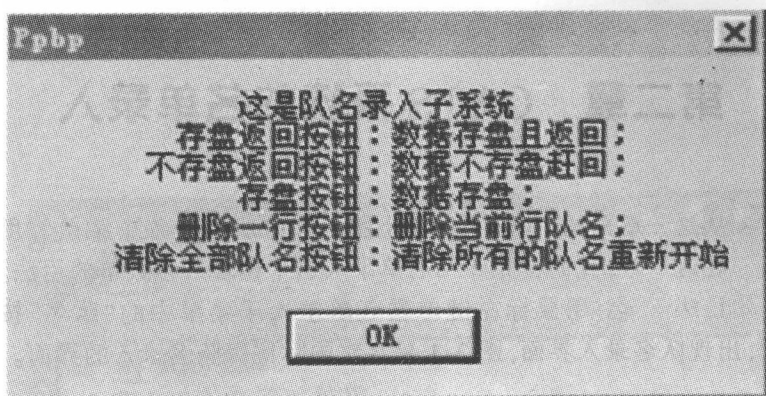 Ppbp
这是队名录入子系统
存盘返回按钮：数据存盘且返回；
不存盘返回按钮：数据不存盘赶回；
存盘按钮：数据存盘；
删除一行按钮：删除当前行队名；
清除全部队名按钮：清除所有的队名重新开始
OK